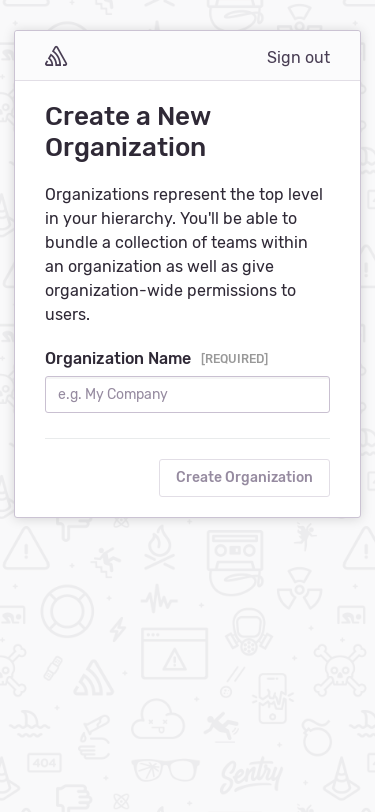 Sign out
Create a New
Organization
Organizations represent the top level
in your hierarchy. You'll be able to
bundle a collection of teams within
an organization as well as give
organization-wide permissions to
users.
Organization Name [REQUIRED]
e.g. My Company
Create Organization
404
Sentry